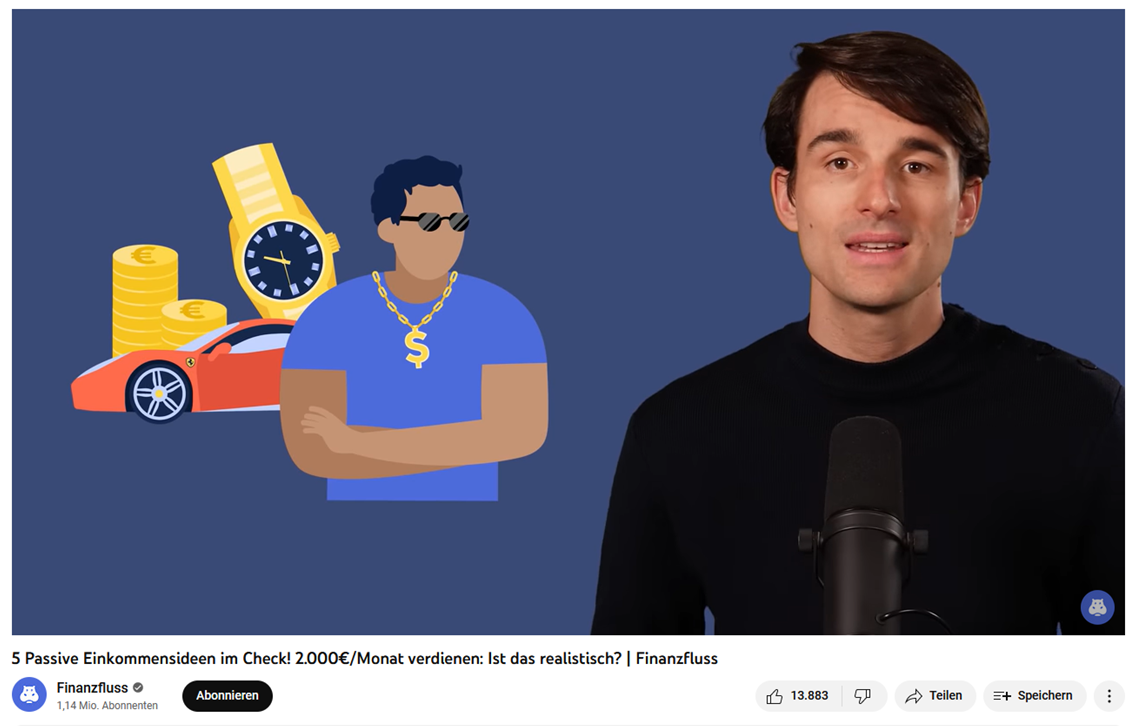 €
€
$
5 Passive Einkommensideen im Check! 2.000€/Monat verdienen: Ist das realistisch? | Finanzfluss
Finanzfluss
1,14 Mio. Abonnenten
Abonnieren
13.883
Teilen
Speichern